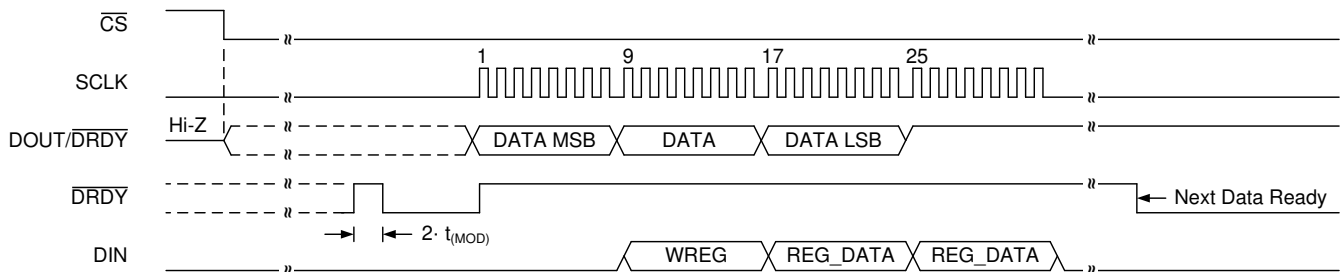 CS
SCLK
1 9 17 25
Hi-Z
DOUT/DRDY
DATA MSB DATA DATA LSB
DRDY
Next Data Ready
2· t(MOD)
DIN
WREG REG_DATA REG_DATA